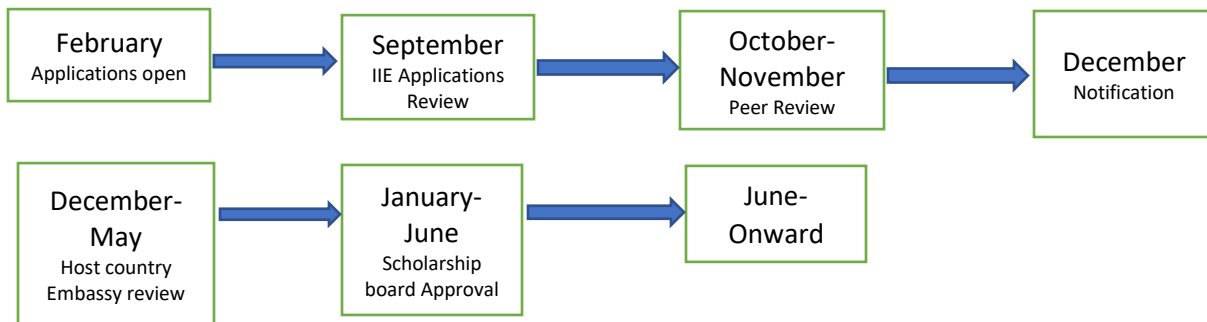 February
Applications open
September
IIE Applications
Review
October-
November
Peer Review
December
Notification
December-
May
Host country
Embassy review
January-
June
Scholarship
board Approval
June-
Onward